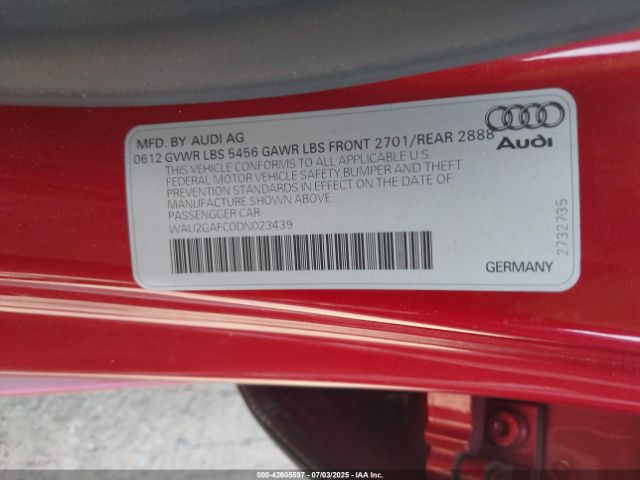 MFD. BY AUDI AG
0612 GVWR LBS 5456 GAWR LBS FRONT 2701/REAR 2888
Audi
THIS VEHICLE CONFORMS TO ALL APPLICABLE U.S
FEDERAL MOTOR VEHICLE SAFETY BUMPER AND THEFT
PREVENTION STANDARDS IN EFFECT ON THE DATE OF
MANUFACTURE SHOWN ABOVE
PASSENGGER CAR
WAU2GAFC0DN023439
GERMANY
2732735
000-42605597 - 07/03/2025 - IAA Inc.